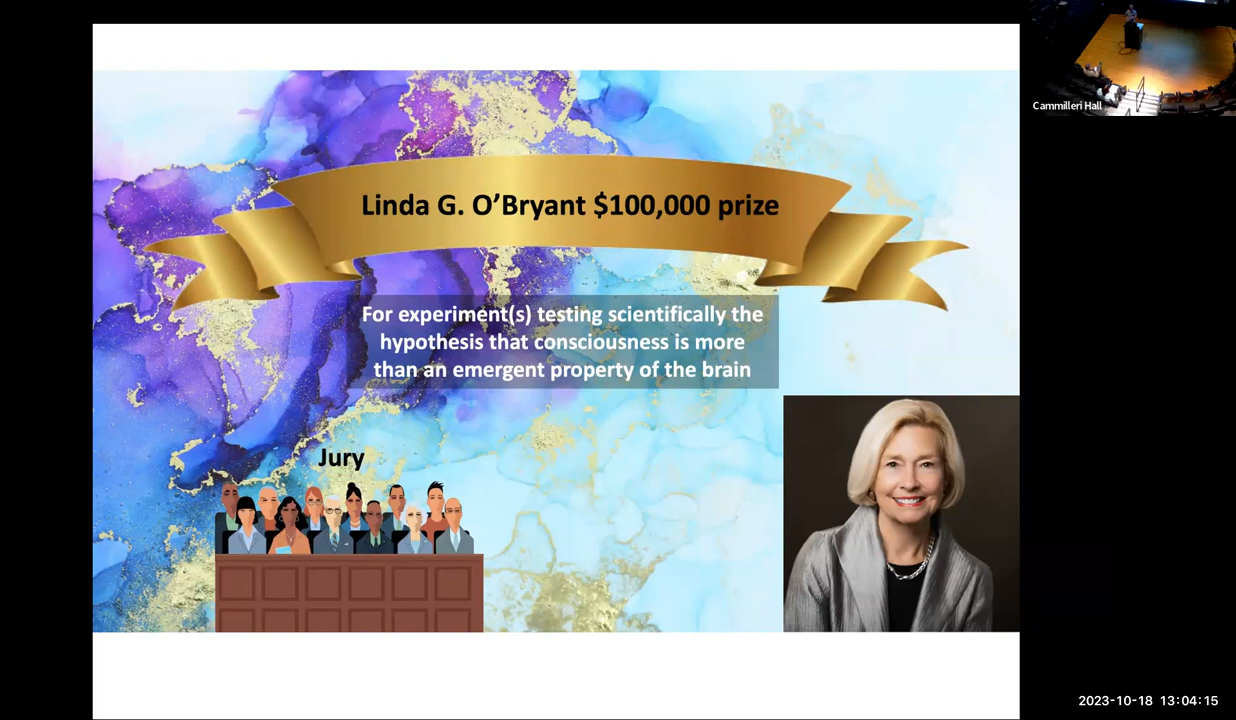 Linda G. O’Bryant $100,000 prize
For experiment(s) testing scientifically the
hypothesis that consciousness is more
than an emergent property of the brain
Jury
Cammilleri Hall
2023-10-18 13:04:15